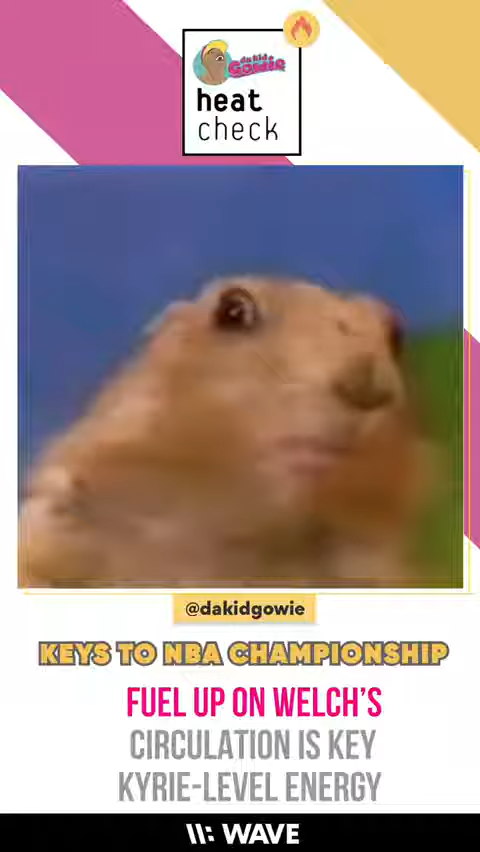 da kid
Gowie
heat
check
@dakidgowie
KEYS TO NBA CHAMPIONSHIP
FUEL UP ON WELCH'S
CIRCULATION IS KEY
KYRIE-LEVEL ENERGY
WAVE